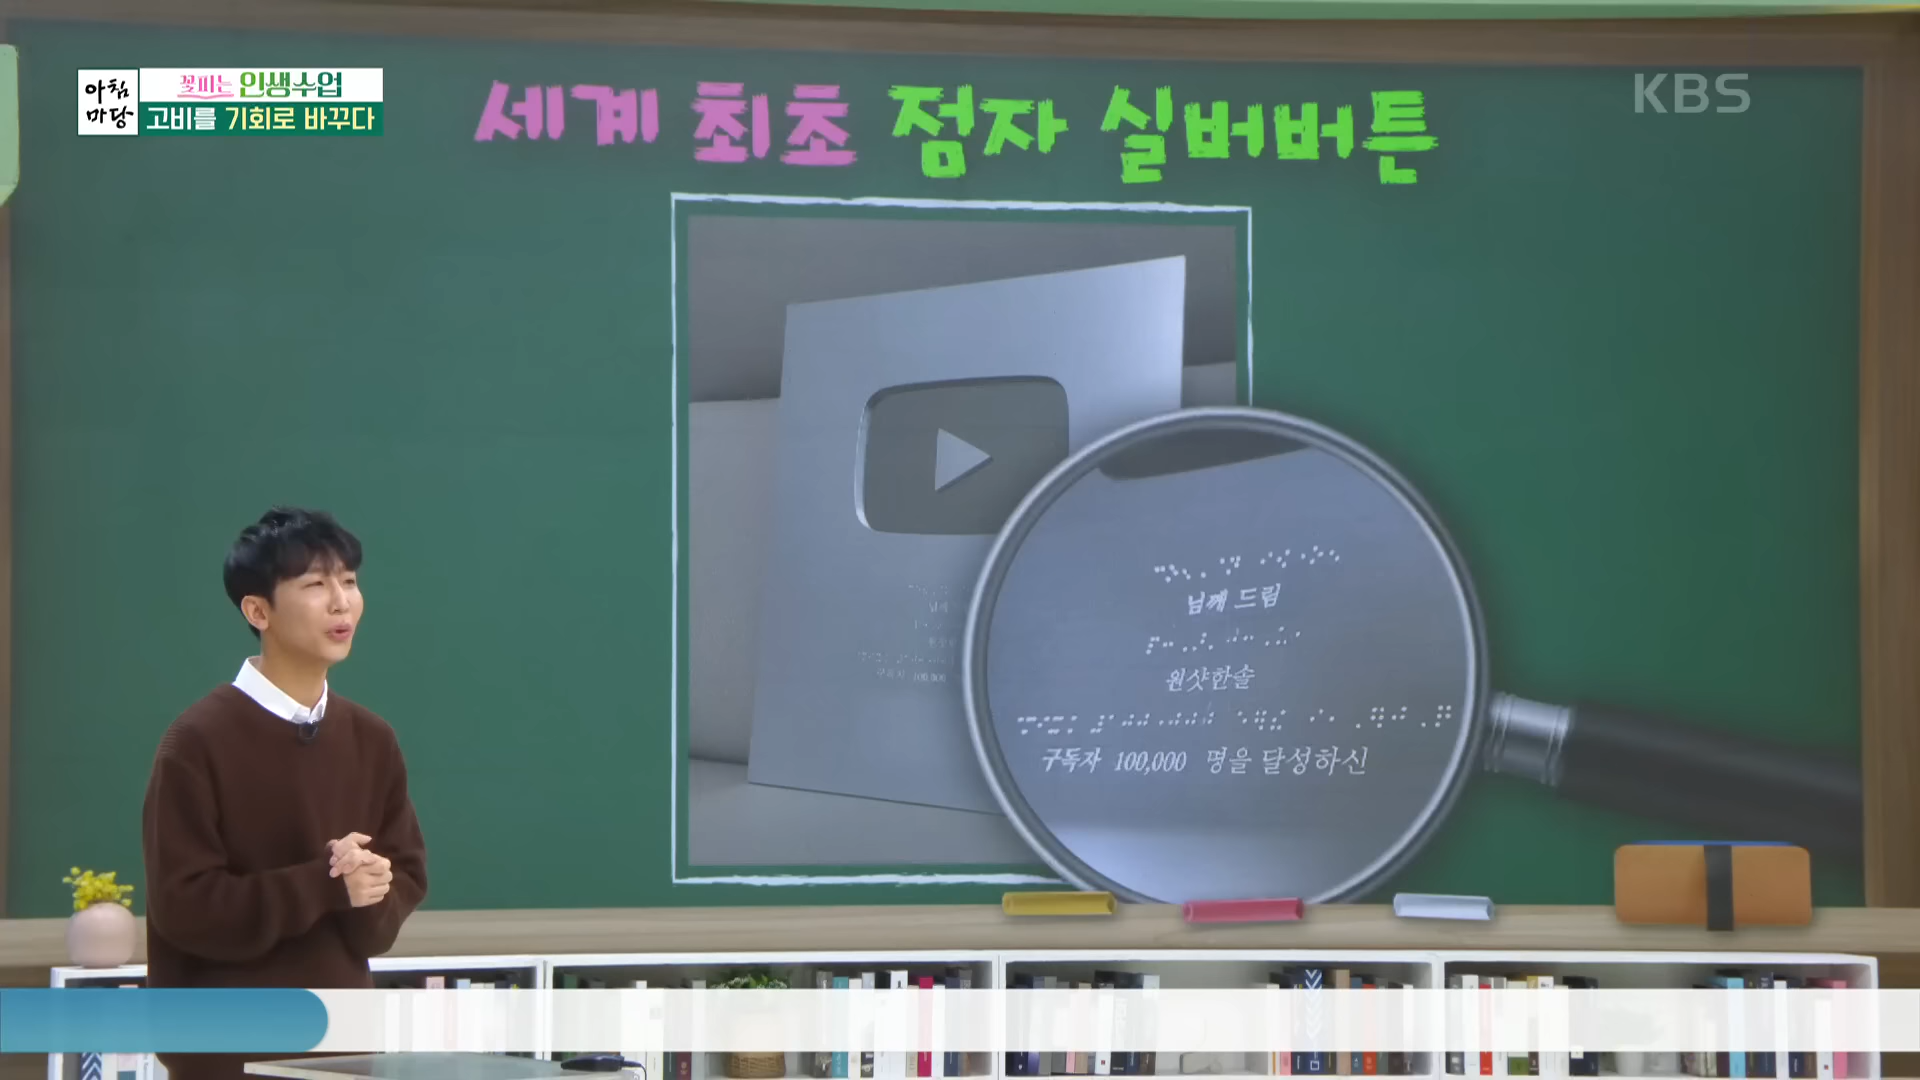 아침
마당
꽃피는 인생수업
고비를 기회로 바꾸다
KBS
세계 최초 점자 실버버튼
님께 드림
원샷한솔
구독자 100,000 명을 달성하신